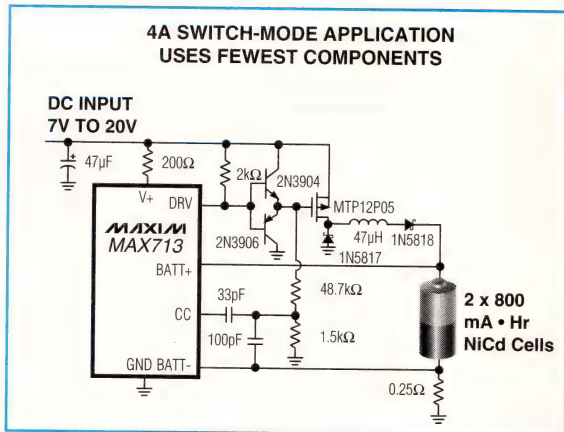 4A SWITCH-MODE APPLICATION
USES FEWEST COMPONENTS
DC INPUT
7V TO 20V
+
47µF
200Ω
2kΩ
2N3904
V+
DRV
MTP12P05
MAXIM
MAX713
2N3906
47µH
1N5818
1N5817
BATT+
48.7kΩ
33pF
CC
2 x 800
mA • Hr
NiCd Cells
100pF
1.5kΩ
GND BATT-
0.25Ω